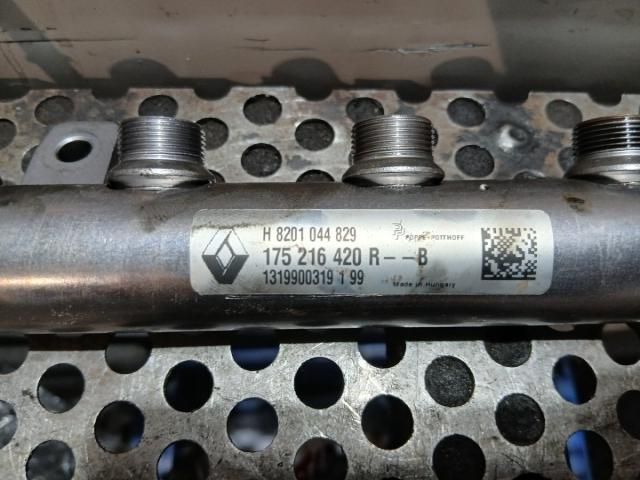 H 8201 044 829
POPPE+POTTHOFF
175 216 420 R--B
1319900319 1 99
Made in Hungary